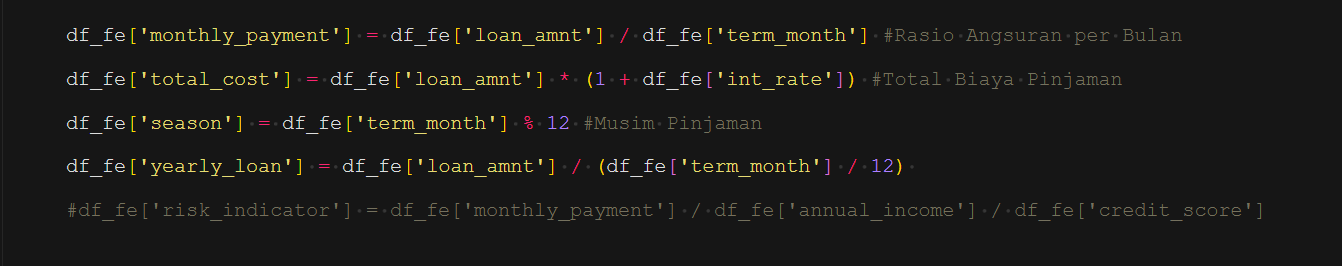 df_fe['monthly_payment'] = df_fe['loan_amnt'] / df_fe['term_month'] #Rasio Angsuran per Bulan
df_fe['total_cost'] = df_fe['loan_amnt'] * (1 + df_fe['int_rate']) #Total Biaya Pinjaman
df_fe['season'] = df_fe['term_month'] % 12 #Musim Pinjaman
df_fe['yearly_loan'] = df_fe['loan_amnt'] / (df_fe['term_month'] / 12)
#df_fe['risk_indicator'] = df_fe['monthly_payment'] / df_fe['annual_income'] / df_fe['credit_score']